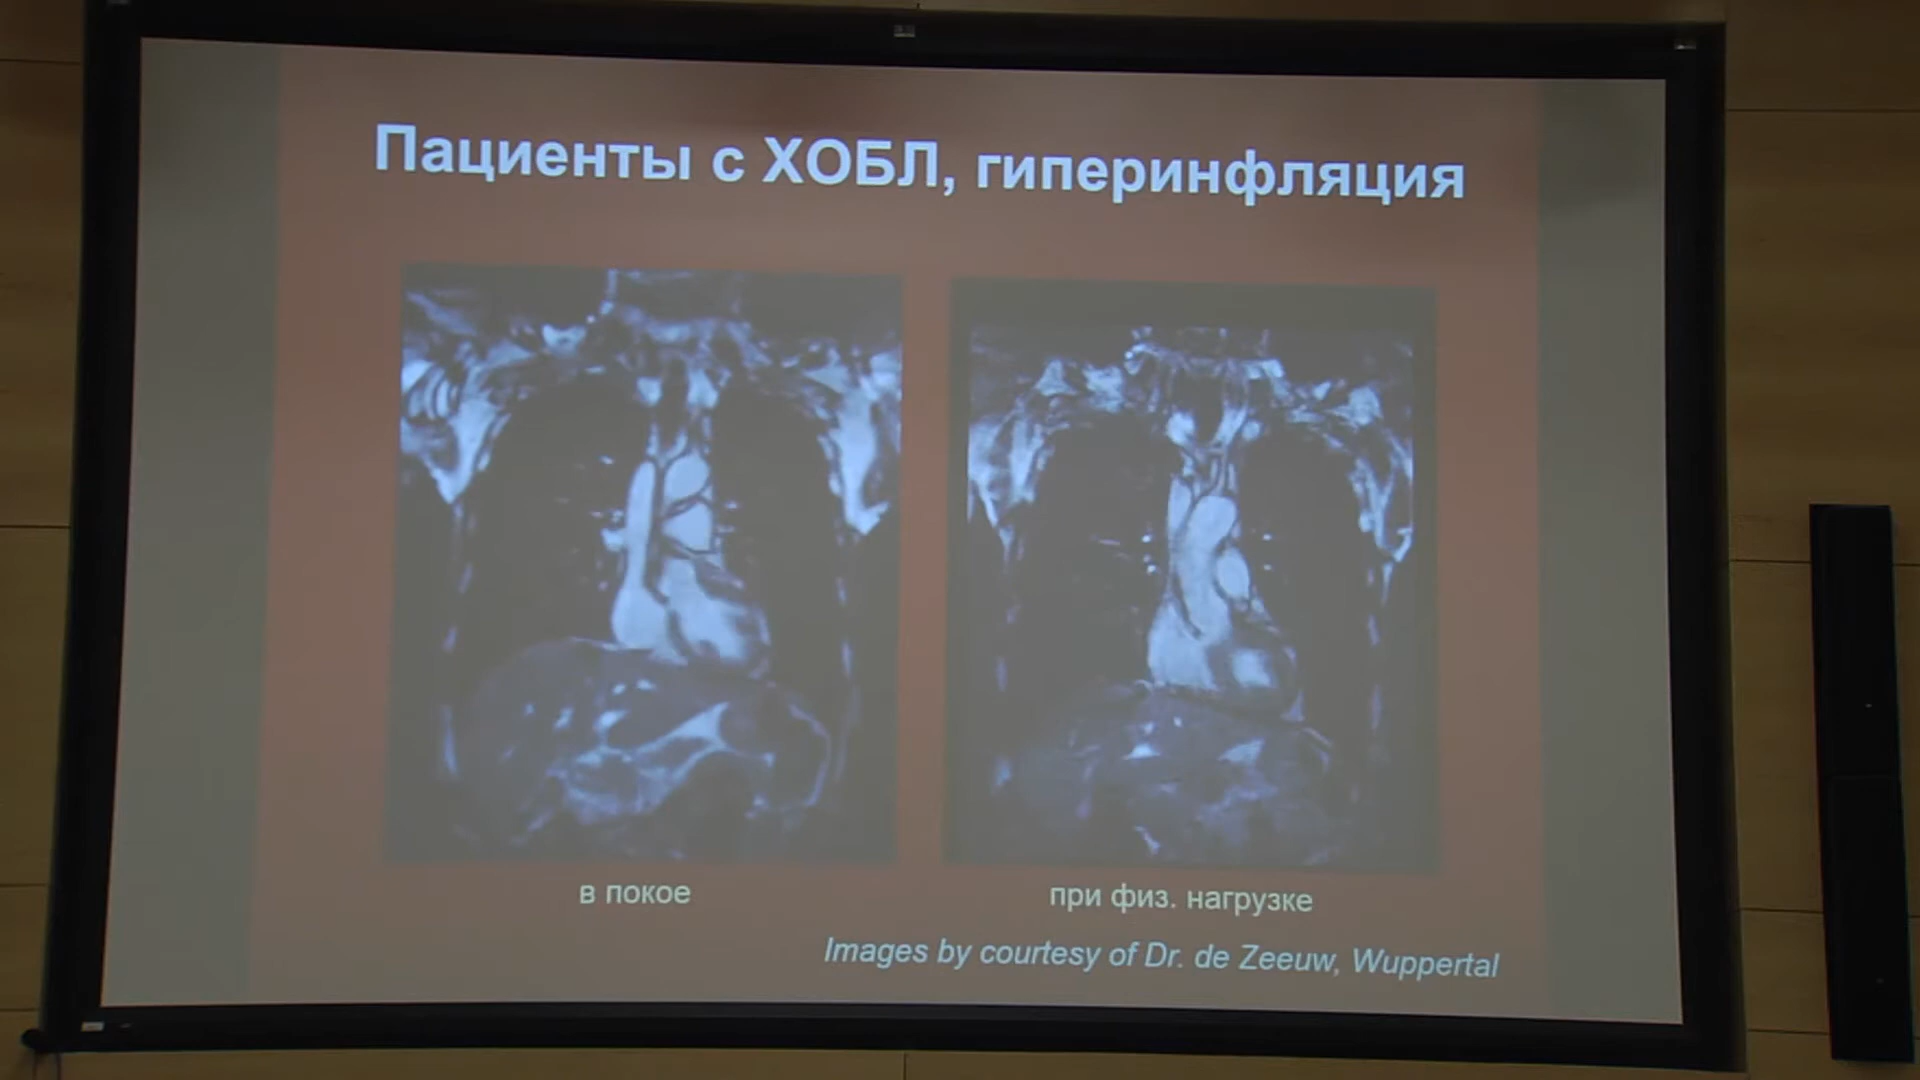 Пациенты с ХОБЛ, гиперинфляция
в покое
при физ. нагрузке
Images by courtesy of Dr. de Zeeuw, Wuppertal